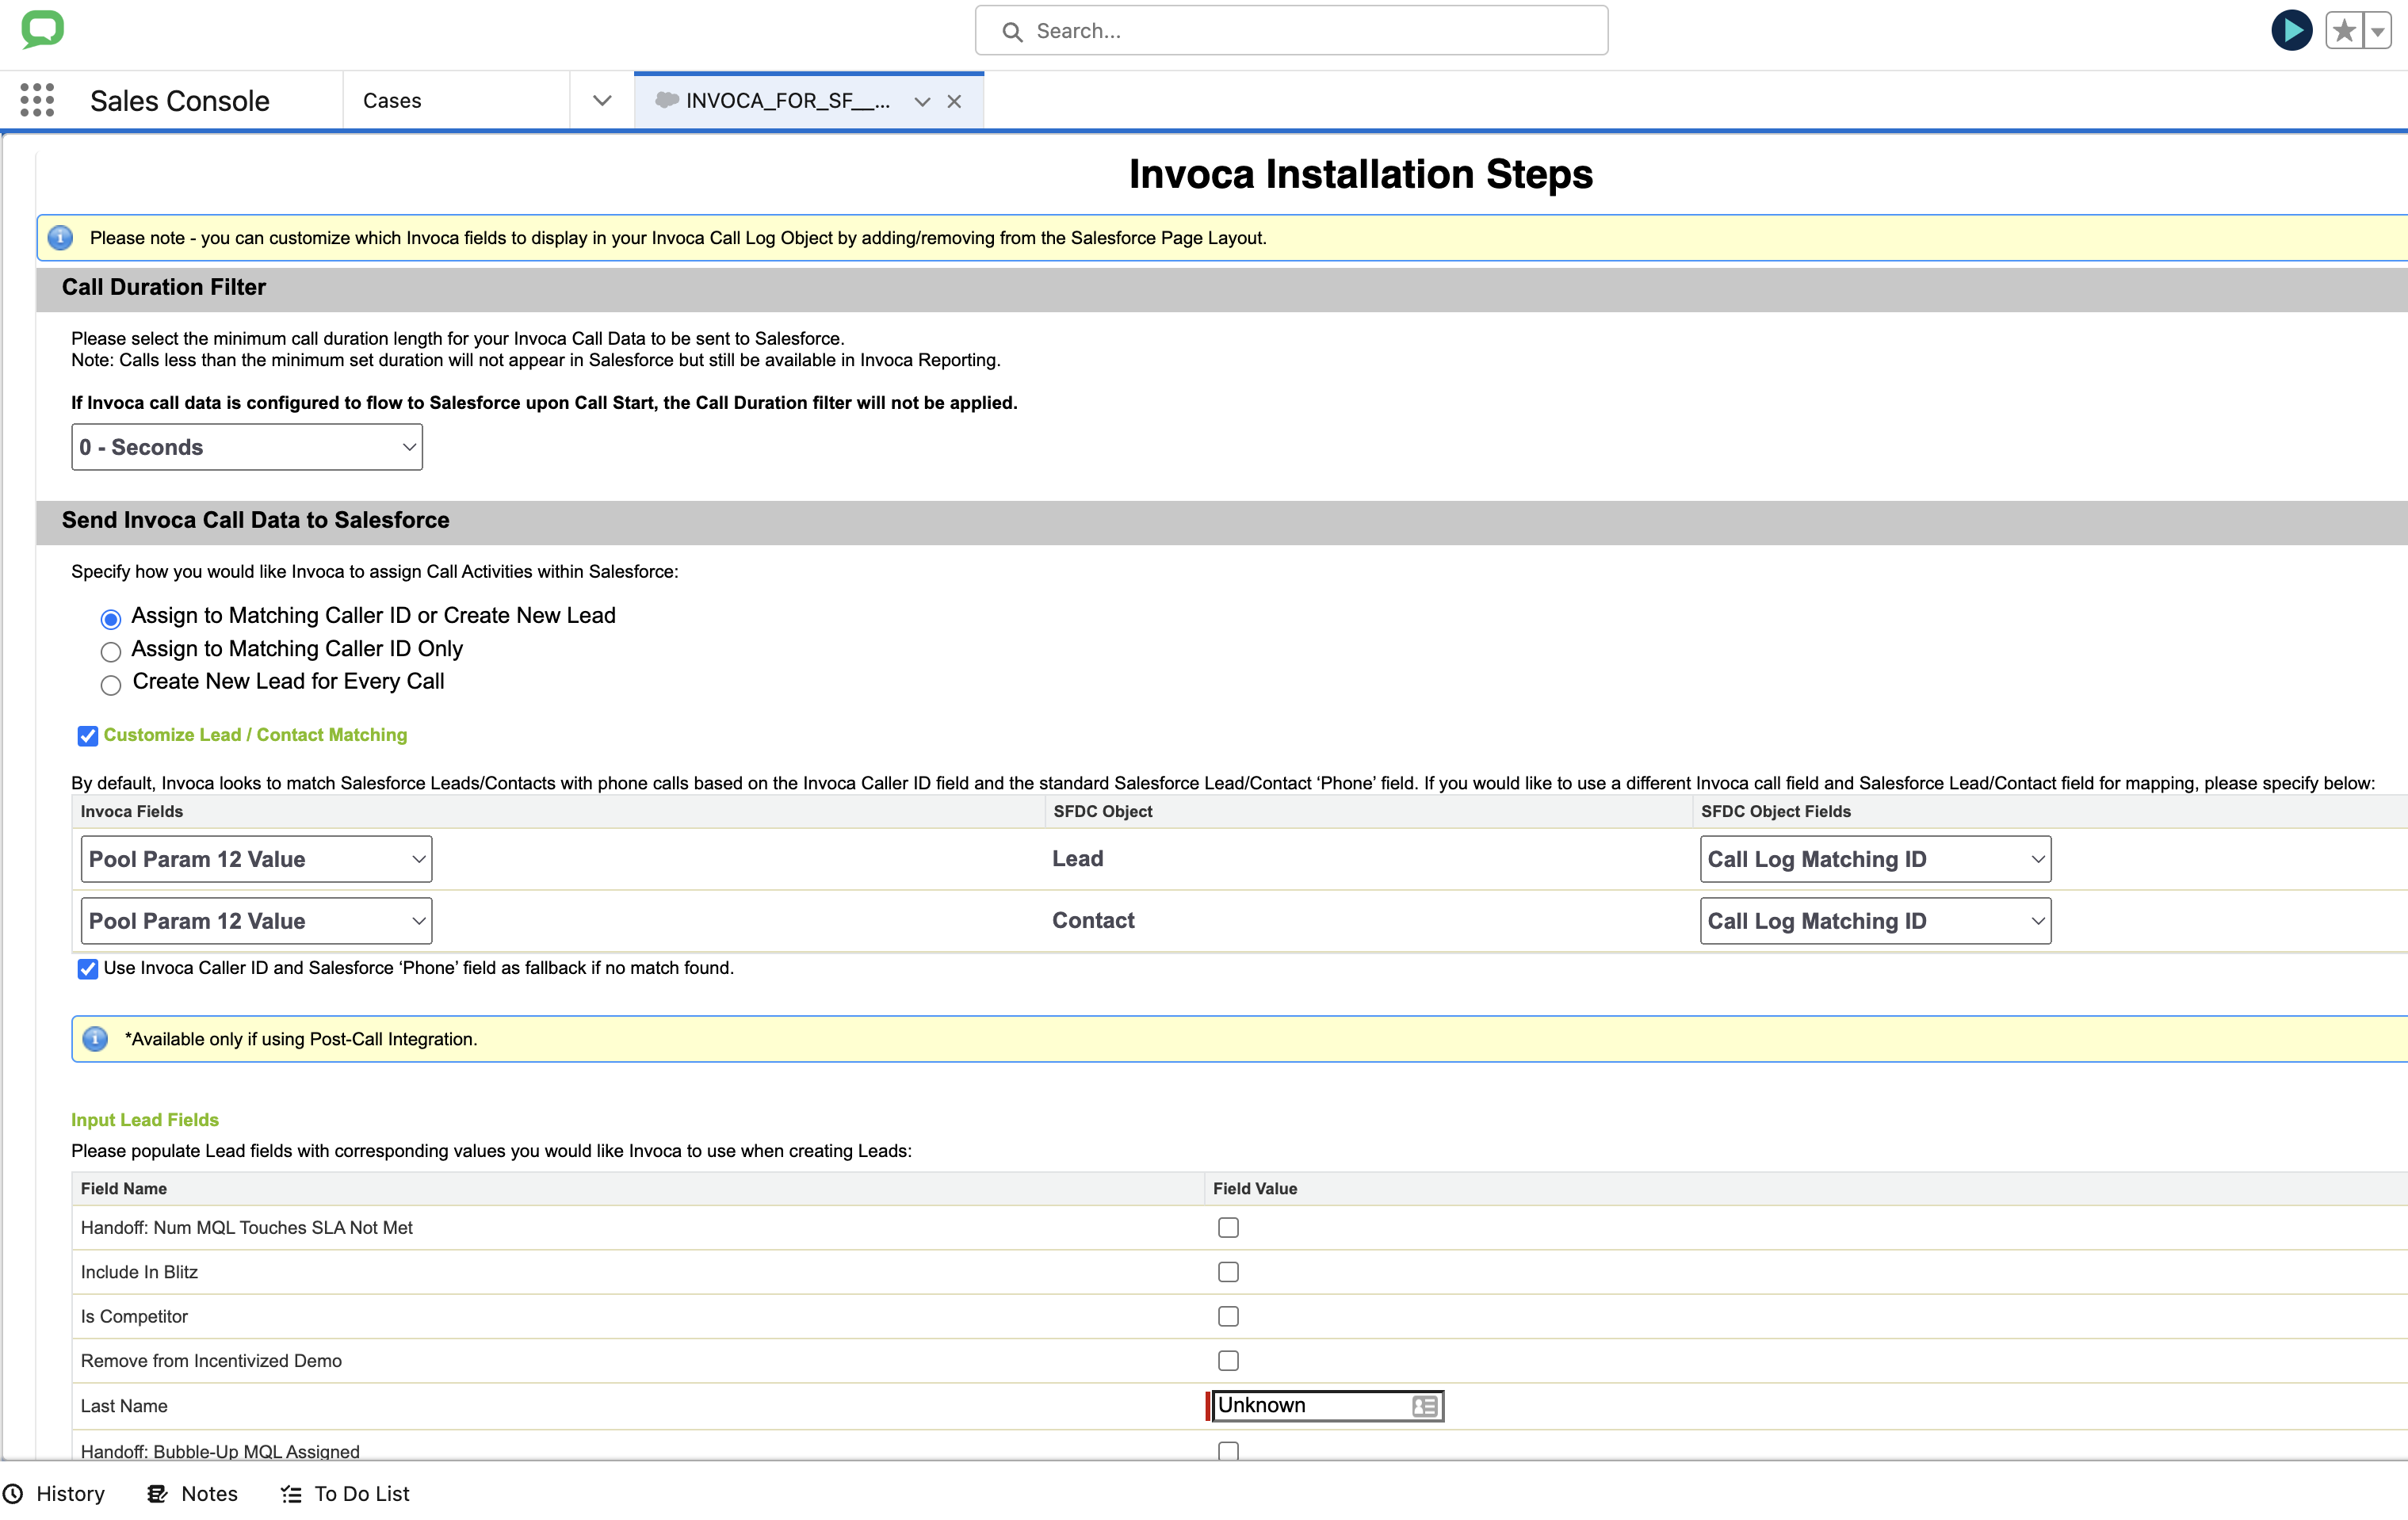 Search...
Sales Console
Cases
INVOCA_FOR_SF__...
Invoca Installation Steps
Please note - you can customize which Invoca fields to display in your Invoca Call Log Object by adding/removing from the Salesforce Page Layout.
Call Duration Filter
Please select the minimum call duration length for your Invoca Call Data to be sent to Salesforce.
Note: Calls less than the minimum set duration will not appear in Salesforce but still be available in Invoca Reporting.
If Invoca call data is configured to flow to Salesforce upon Call Start, the Call Duration filter will not be applied.
0 - Seconds
Send Invoca Call Data to Salesforce
Specify how you would like Invoca to assign Call Activities within Salesforce:
Assign to Matching Caller ID or Create New Lead
Assign to Matching Caller ID Only
Create New Lead for Every Call
Customize Lead / Contact Matching
By default, Invoca looks to match Salesforce Leads/Contacts with phone calls based on the Invoca Caller ID field and the standard Salesforce Lead/Contact ‘Phone’ field. If you would like to use a different Invoca call field and Salesforce Lead/Contact field for mapping, please specify below:
Invoca Fields SFDC Object SFDC Object Fields
Pool Param 12 Value Lead Call Log Matching ID
Pool Param 12 Value Contact Call Log Matching ID
Use Invoca Caller ID and Salesforce ‘Phone’ field as fallback if no match found.
*Available only if using Post-Call Integration.
Input Lead Fields
Please populate Lead fields with corresponding values you would like Invoca to use when creating Leads:
Field Name Field Value
Handoff: Num MQL Touches SLA Not Met
Include In Blitz
Is Competitor
Remove from Incentivized Demo
Last Name Unknown
Handoff: Bubble-Up MQL Assigned
History Notes To Do List